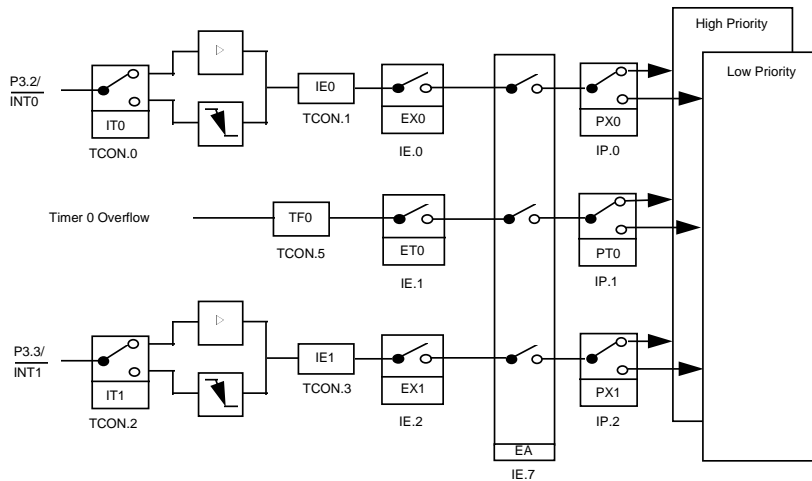 High Priority
Low Priority
P3.2/
INT0
IT0
TCON.0
IE0
TCON.1
EX0
IE.0
PX0
IP.0
Timer 0 Overflow
TF0
TCON.5
ET0
IE.1
PT0
IP.1
P3.3/
INT1
IT1
TCON.2
IE1
TCON.3
EX1
IE.2
EA
IE.7
PX1
IP.2